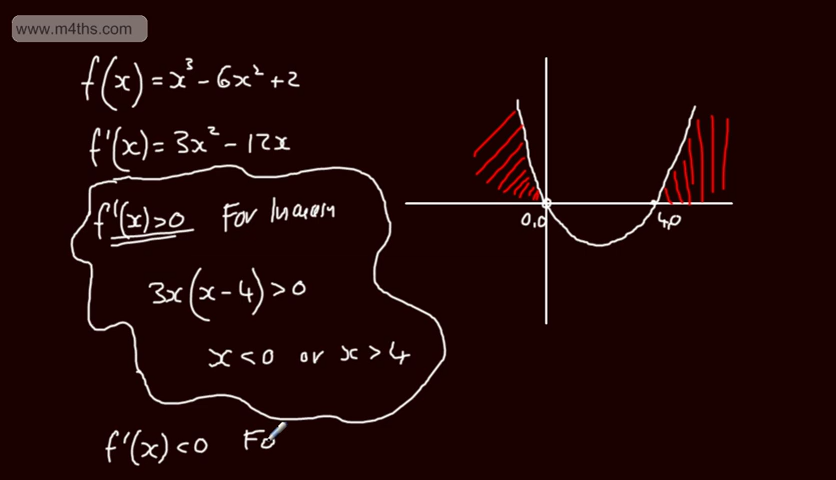 www.m4ths.com
f(x) = x³ - 6x² + 2
f'(x) = 3x² - 12x
f'(x) > 0 For
3x(x - 4) > 0
x < 0 or x > 4
f'(x) < 0 Fo
0,0
4,0